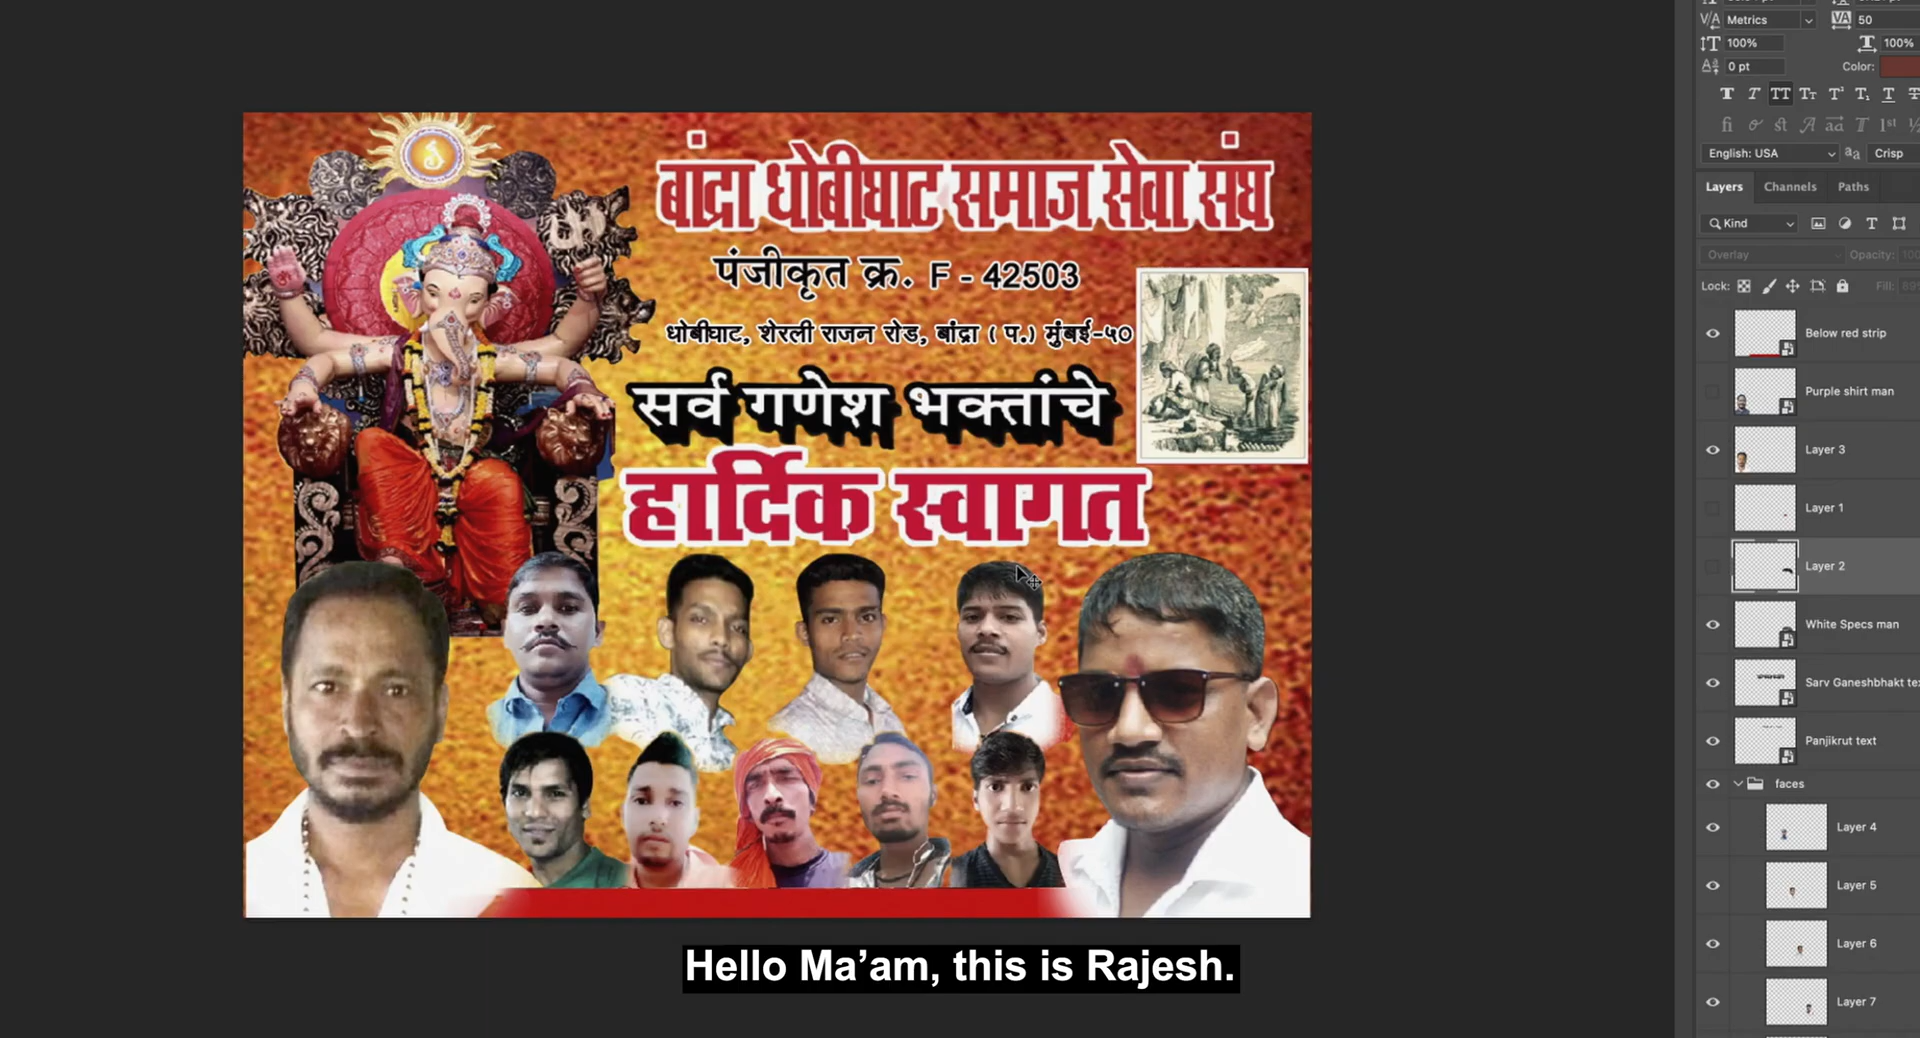 बांद्रा धोबीघाट समाज सेवा संघ
पंजीकृत क्र. F - 42503
धोबीघाट, शेरली राजन रोड, बांद्रा ( प.) मुंबई-५०
सर्व गणेश भक्तांचे
हार्दिक स्वागत
Hello Ma’am, this is Rajesh.
Metrics
50
100%
100%
0 pt
Color:
English: USA
Crisp
Layers
Channels
Paths
Kind
Overlay
Opacity:
Lock:
Fill:
Below red strip
Purple shirt man
Layer 3
Layer 1
Layer 2
White Specs man
Sarv Ganeshbhakt te
Panjikrut text
faces
Layer 4
Layer 5
Layer 6
Layer 7